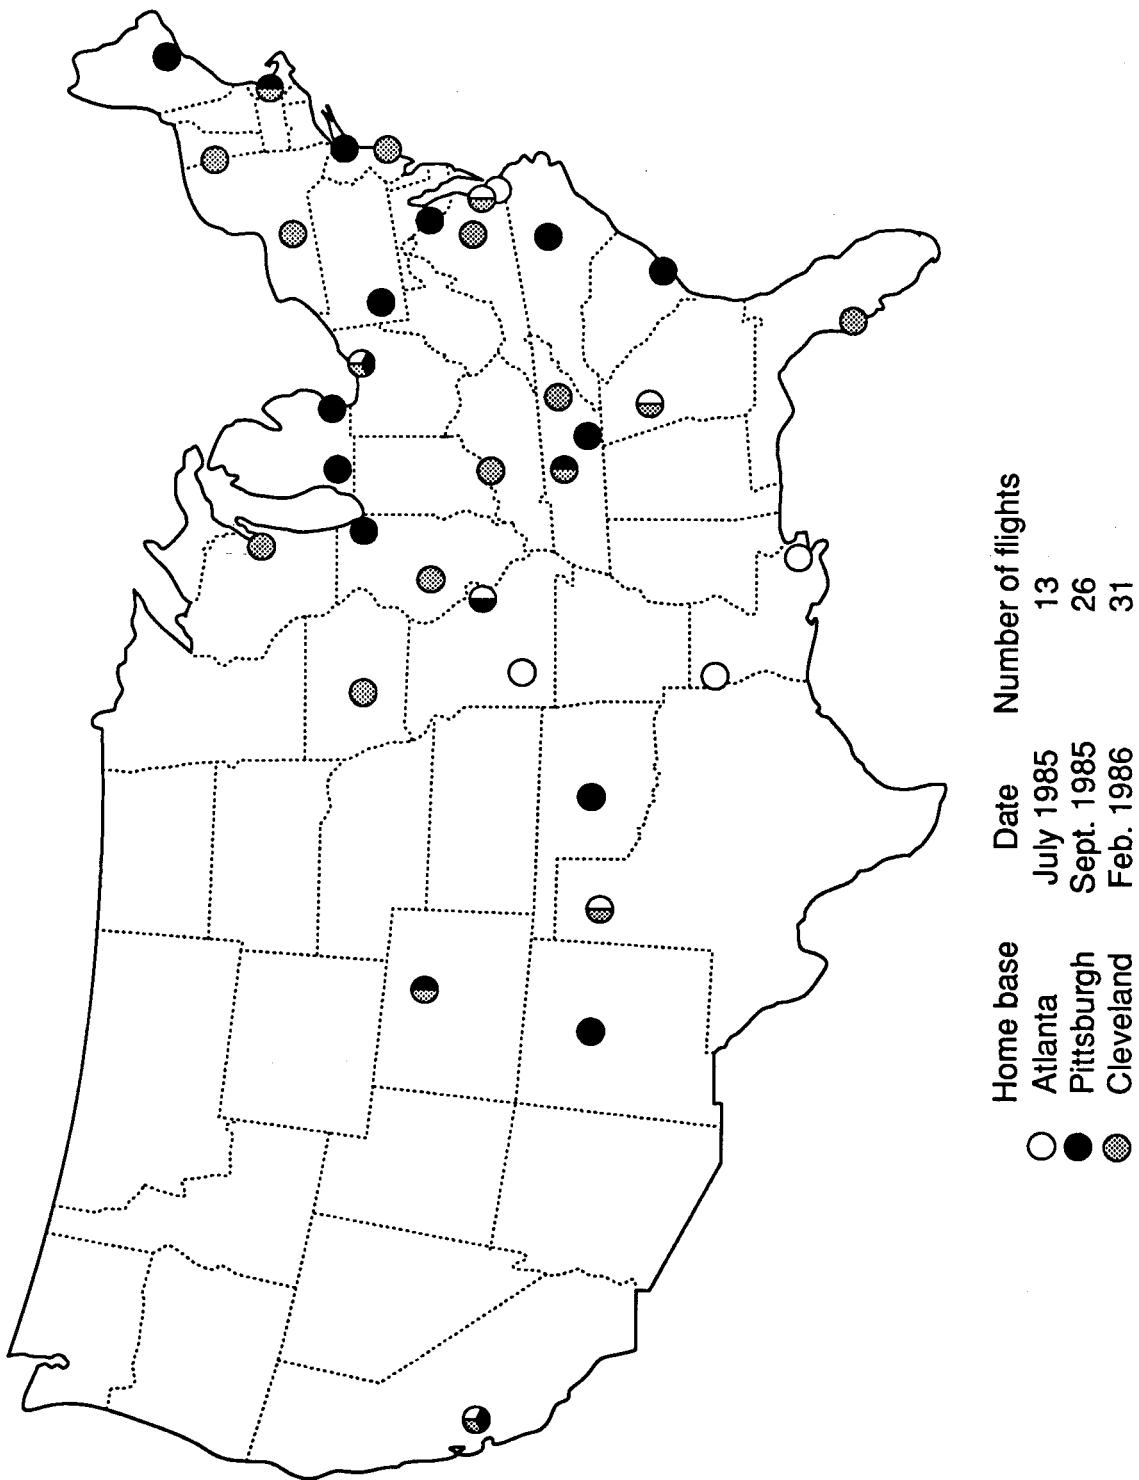 Home base Date Number of flights
Atlanta July 1985 13
Pittsburgh Sept. 1985 26
Cleveland Feb. 1986 31